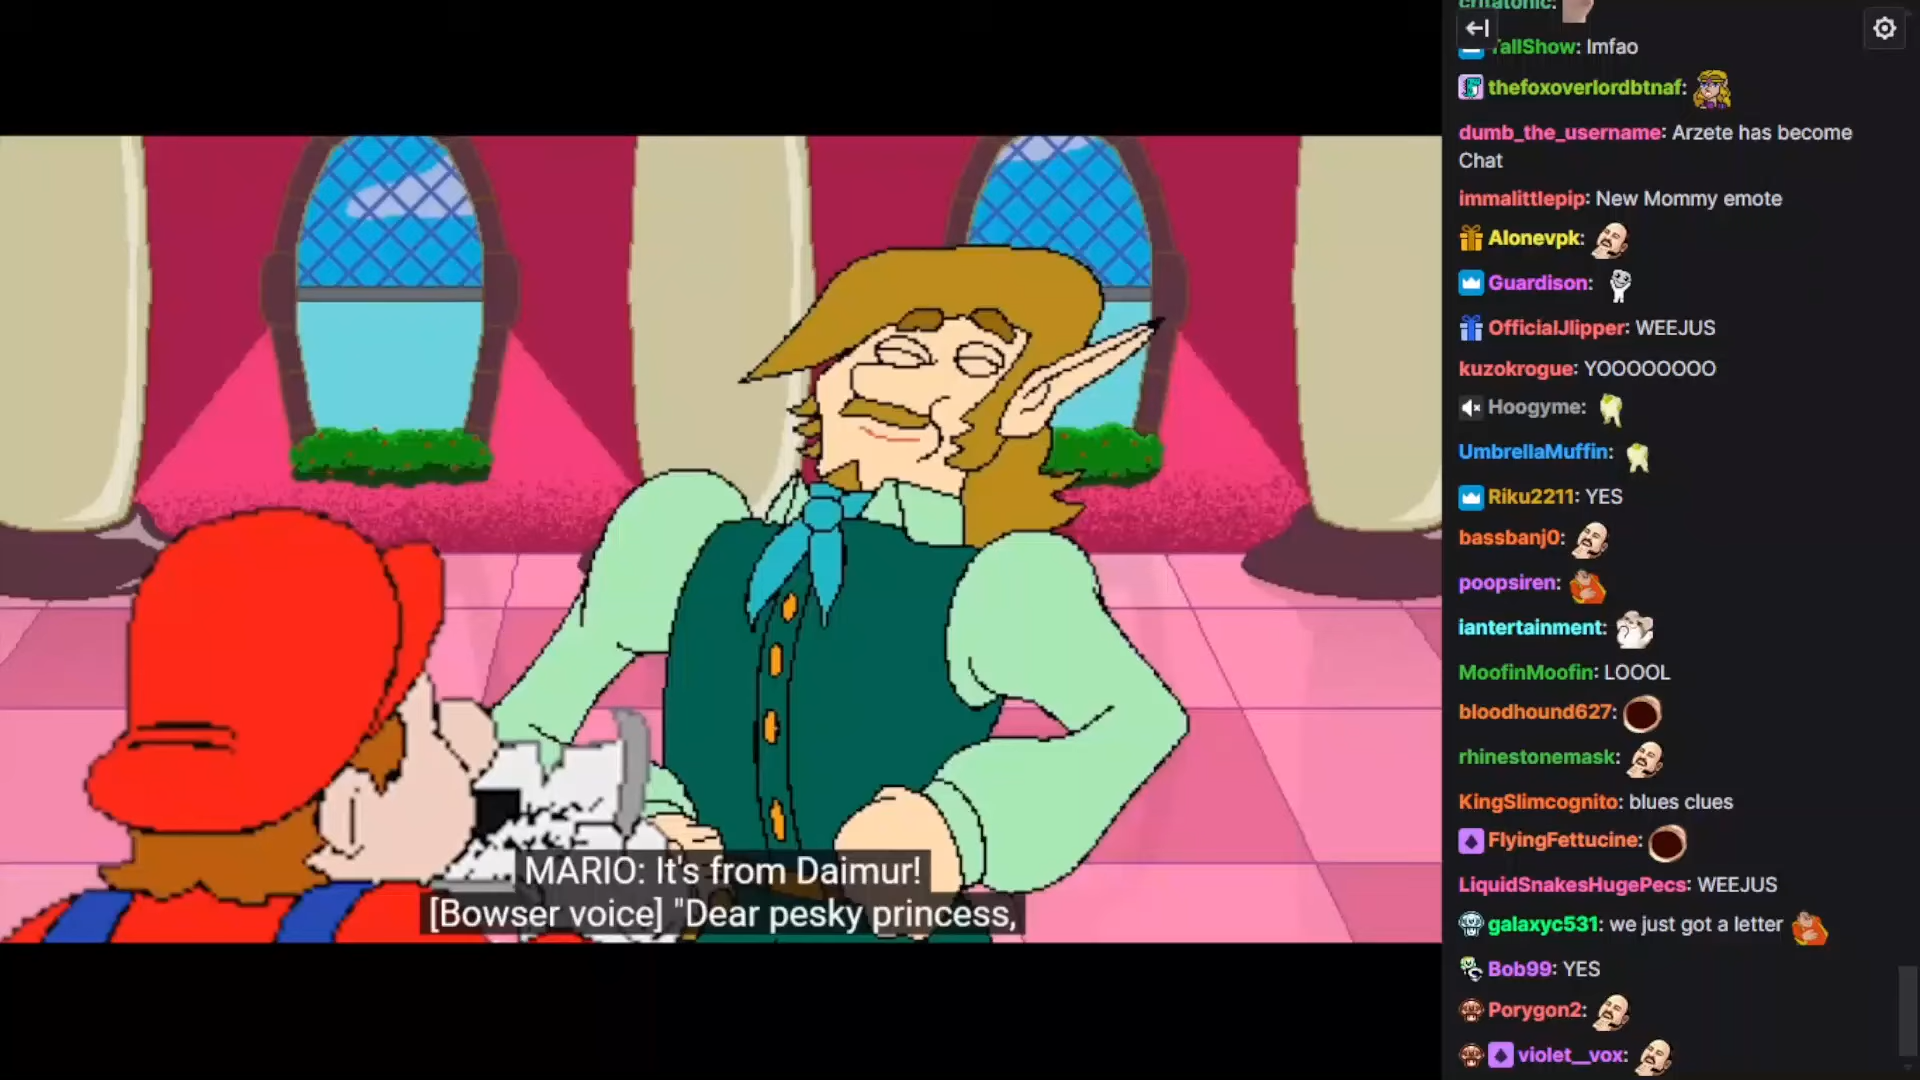 MARIO: It's from Daimur!
[Bowser voice] "Dear pesky princess,
TallShow: lmfao
thefoxoverlordbtnaf:
dumb_the_username: Arzete has become
Chat
immalittlepip: New Mommy emote
Alonevpk:
Guardison:
OfficialJlipper: WEEJUS
kuzokrogue: YOOOOOOOO
Hoogyme:
UmbrellaMuffin:
Riku2211: YES
bassbanj0:
poopsiren:
iantertainment:
MoofinMoofin: LOOOL
bloodhound627:
rhinestonemask:
KingSlimcognito: blues clues
FlyingFettucine:
LiquidSnakesHugePecs: WEEJUS
galaxyc531: we just got a letter
Bob99: YES
Porygon2:
violet__vox: